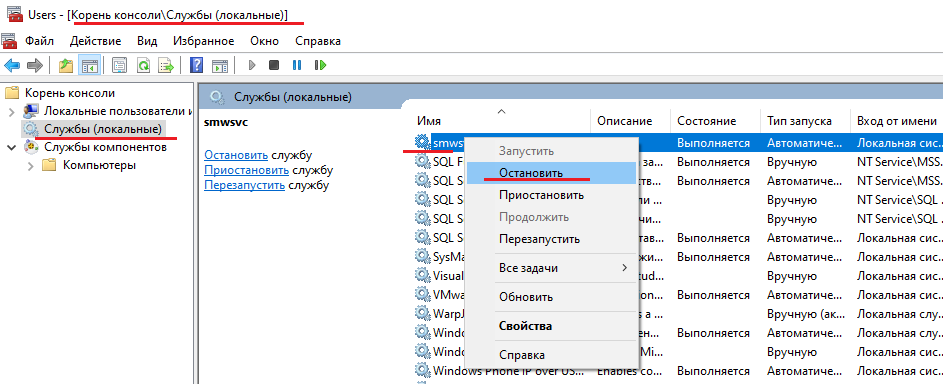 Users - [Корень консоли\Службы (локальные)]
Файл Действие Вид Избранное Окно Справка
Корень консоли
Локальные пользователи и
Службы (локальные)
Службы компонентов
Компьютеры
Службы (локальные)
smwsvc
Остановить службу
Приостановить службу
Перезапустить службу
Имя Описание Состояние Тип запуска Вход от имени
smws Выполняется Автоматиче... Локальная сис...
SQL F за... Вручную NT Service\MSS...
SQL S тв... Выполняется Автоматиче... NT Service\MSS...
SQL S ли ... Вручную NT Service\SQL ...
SQL S Вручную NT Service\SQL ...
SQL S тав... Выполняется Автоматиче... Локальная сис...
SysMa Выполняется Автоматиче... Локальная сис...
Visual tud... Вручную Локальная сис...
VMwa ... Выполняется Автоматиче... Локальная сис...
WarpJ s a ... Вручную (ак... Локальная слу...
Windo ен... Выполняется Автоматиче... Локальная сис...
Windo Mi... Вручную Локальная сис...
Windows Phone IP over US... Enables co... Выполняется Автоматиче... Локальная сис...
Запустить
Остановить
Приостановить
Продолжить
Перезапустить
Все задачи
Обновить
Свойства
Справка